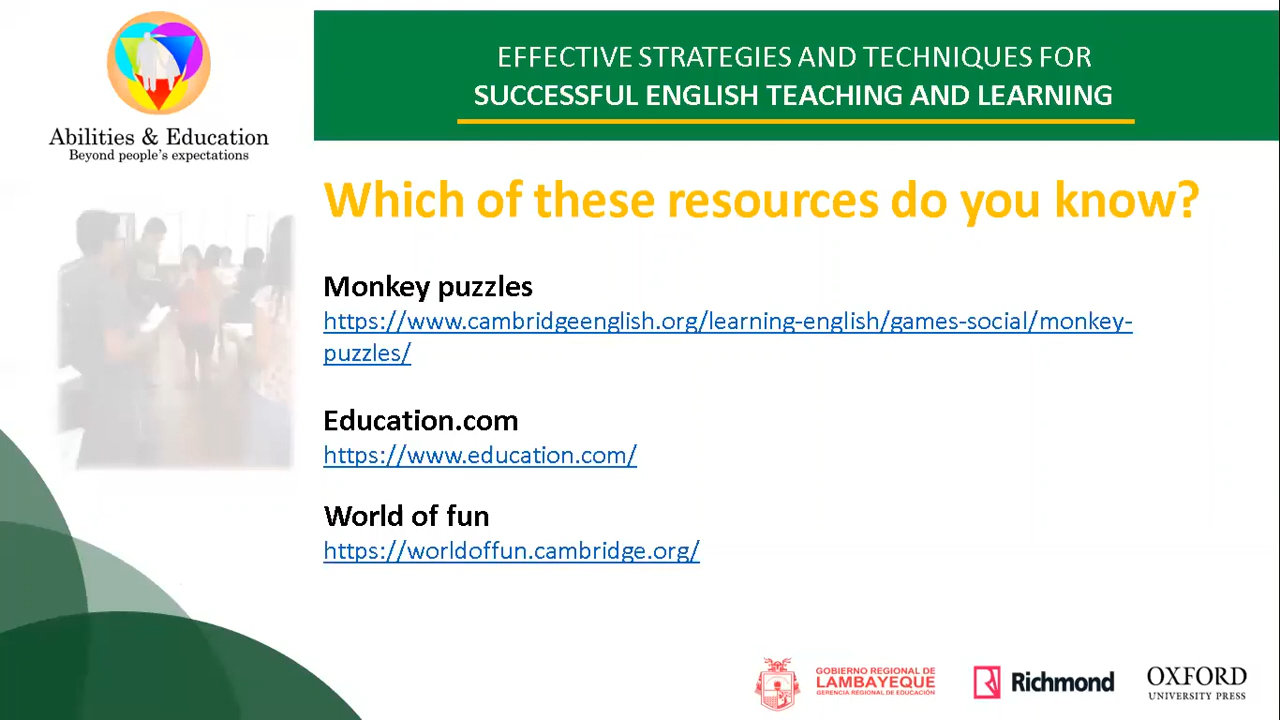 Abilities & Education
Beyond people's expectations
EFFECTIVE STRATEGIES AND TECHNIQUES FOR
SUCCESSFUL ENGLISH TEACHING AND LEARNING
Which of these resources do you know?
Monkey puzzles
https://www.cambridgeenglish.org/learning-english/games-social/monkey-
puzzles/
Education.com
https://www.education.com/
World of fun
https://worldoffun.cambridge.org/
GOBIERNO REGIONAL DE
LAMBAYEQUE
GERENCIA REGIONAL DE EDUCACIÓN
Richmond
OXFORD
UNIVERSITY PRESS